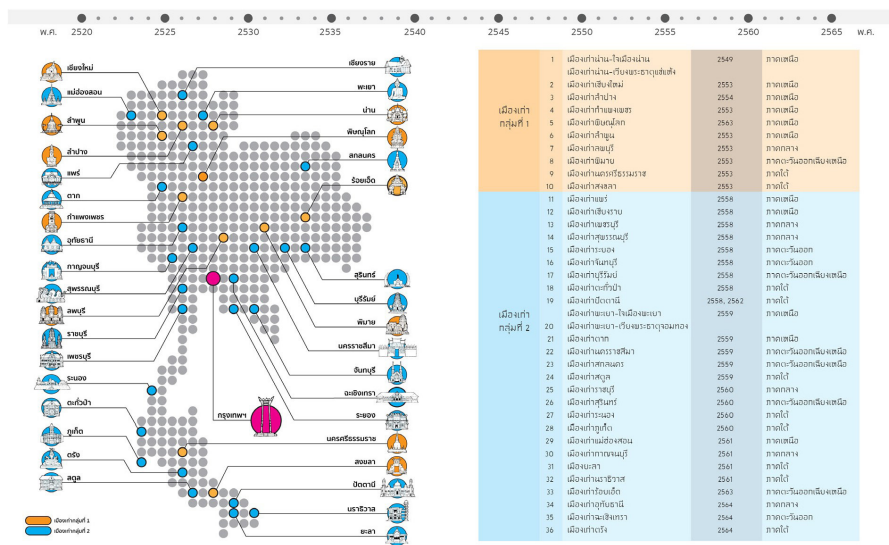 พ.ศ. 2520 2525 2530 2535 2540 2545 2550 2555 2560 2565 พ.ศ.
เชียงใหม่
แม่ฮ่องสอน
ลำพูน
ลำปาง
แพร่
ตาก
กำแพงเพชร
อุทัยธานี
กาญจนบุรี
สุพรรณบุรี
ลพบุรี
ราชบุรี
เพชรบุรี
ระนอง
ตะกั่วป่า
ภูเก็ต
ตรัง
สตูล
เมืองเก่ากลุ่มที่ 1
เมืองเก่ากลุ่มที่ 2
เชียงราย
พะเยา
น่าน
พิษณุโลก
สกลนคร
ร้อยเอ็ด
สุรินทร์
บุรีรัมย์
พิมาย
นครราชสีมา
จันทบุรี
ฉะเชิงเทรา
ระยอง
กรุงเทพฯ
นครศรีธรรมราช
สงขลา
ปัตตานี
นราธิวาส
ยะลา
เมืองเก่า
กลุ่มที่ 1
1 เมืองเก่าน่าน-ใจเมืองน่าน 2549 ภาคเหนือ
เมืองเก่าน่าน-เวียงพระธาตุแช่แห้ง
2 เมืองเก่าเชียงใหม่ 2553 ภาคเหนือ
3 เมืองเก่าลำปาง 2554 ภาคเหนือ
4 เมืองเก่ากำแพงเพชร 2553 ภาคเหนือ
5 เมืองเก่าพิษณุโลก 2563 ภาคเหนือ
6 เมืองเก่าลำพูน 2553 ภาคเหนือ
7 เมืองเก่าลพบุรี 2553 ภาคกลาง
8 เมืองเก่าพิมาย 2553 ภาคตะวันออกเฉียงเหนือ
9 เมืองเก่านครศรีธรรมราช 2553 ภาคใต้
10 เมืองเก่าสงขลา 2553 ภาคใต้
เมืองเก่า
กลุ่มที่ 2
11 เมืองเก่าแพร่ 2558 ภาคเหนือ
12 เมืองเก่าเชียงราย 2558 ภาคเหนือ
13 เมืองเก่าเพชรบุรี 2558 ภาคกลาง
14 เมืองเก่าสุพรรณบุรี 2558 ภาคกลาง
15 เมืองเก่าระยอง 2558 ภาคตะวันออก
16 เมืองเก่าจันทบุรี 2558 ภาคตะวันออก
17 เมืองเก่าบุรีรัมย์ 2558 ภาคตะวันออกเฉียงเหนือ
18 เมืองเก่าตะกั่วป่า 2558 ภาคใต้
19 เมืองเก่าปัตตานี 2558, 2562 ภาคใต้
เมืองเก่าพะเยา-ใจเมืองพะเยา 2559 ภาคเหนือ
20 เมืองเก่าพะเยา-เวียงพระธาตุจอมทอง
21 เมืองเก่าตาก 2559 ภาคเหนือ
22 เมืองเก่านครราชสีมา 2559 ภาคตะวันออกเฉียงเหนือ
23 เมืองเก่าสกลนคร 2559 ภาคตะวันออกเฉียงเหนือ
24 เมืองเก่าสตูล 2559 ภาคใต้
25 เมืองเก่าราชบุรี 2560 ภาคกลาง
26 เมืองเก่าสุรินทร์ 2560 ภาคตะวันออกเฉียงเหนือ
27 เมืองเก่าระนอง 2560 ภาคใต้
28 เมืองเก่าภูเก็ต 2560 ภาคใต้
29 เมืองเก่าแม่ฮ่องสอน 2561 ภาคเหนือ
30 เมืองเก่ากาญจนบุรี 2561 ภาคกลาง
31 เมืองยะลา 2561 ภาคใต้
32 เมืองเก่านราธิวาส 2561 ภาคใต้
33 เมืองเก่าร้อยเอ็ด 2563 ภาคตะวันออกเฉียงเหนือ
34 เมืองเก่าอุทัยธานี 2564 ภาคกลาง
35 เมืองเก่าฉะเชิงเทรา 2564 ภาคตะวันออก
36 เมืองเก่าตรัง 2564 ภาคใต้